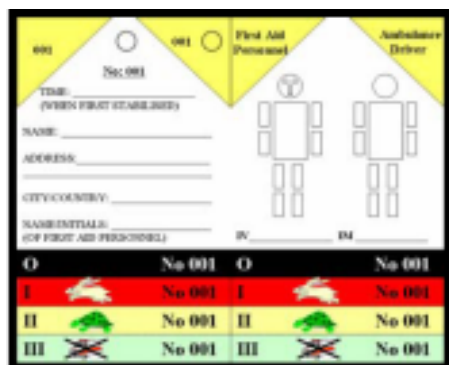 001
001
No: 001
TIME:
(WHEN FIRST STABILISED)
NAME:
ADDRESS:
CITY/COUNTRY:
NAME/INITIALS:
(OF FIRST AID PERSONNEL)
First Aid
Personnel
Ambulance
Driver
IV
IM
O No 001
I No 001
II No 001
III No 001
O No 001
I No 001
II No 001
III No 001